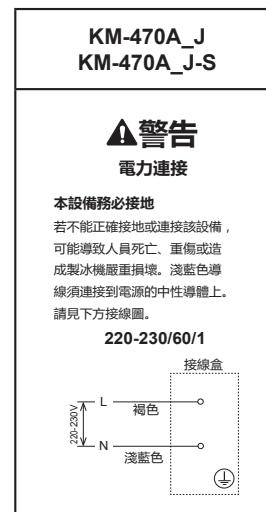 KM-470A_J
KM-470A_J-S
警告
電力連接
本設備務必接地
若不能正確接地或連接該設備，
可能導致人員死亡、重傷或造
成製冰機嚴重損壞。淺藍色導
線須連接到電源的中性導體上。
請見下方接線圖。
220-230/60/1
接線盒
L
褐色
220-230V
N
淺藍色